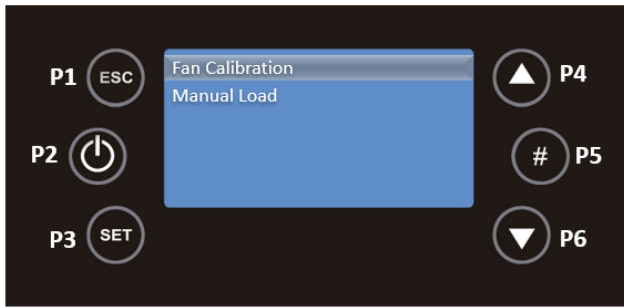 P1 ESC
Fan Calibration
Manual Load
P4
P2
# P5
P3 SET
P6